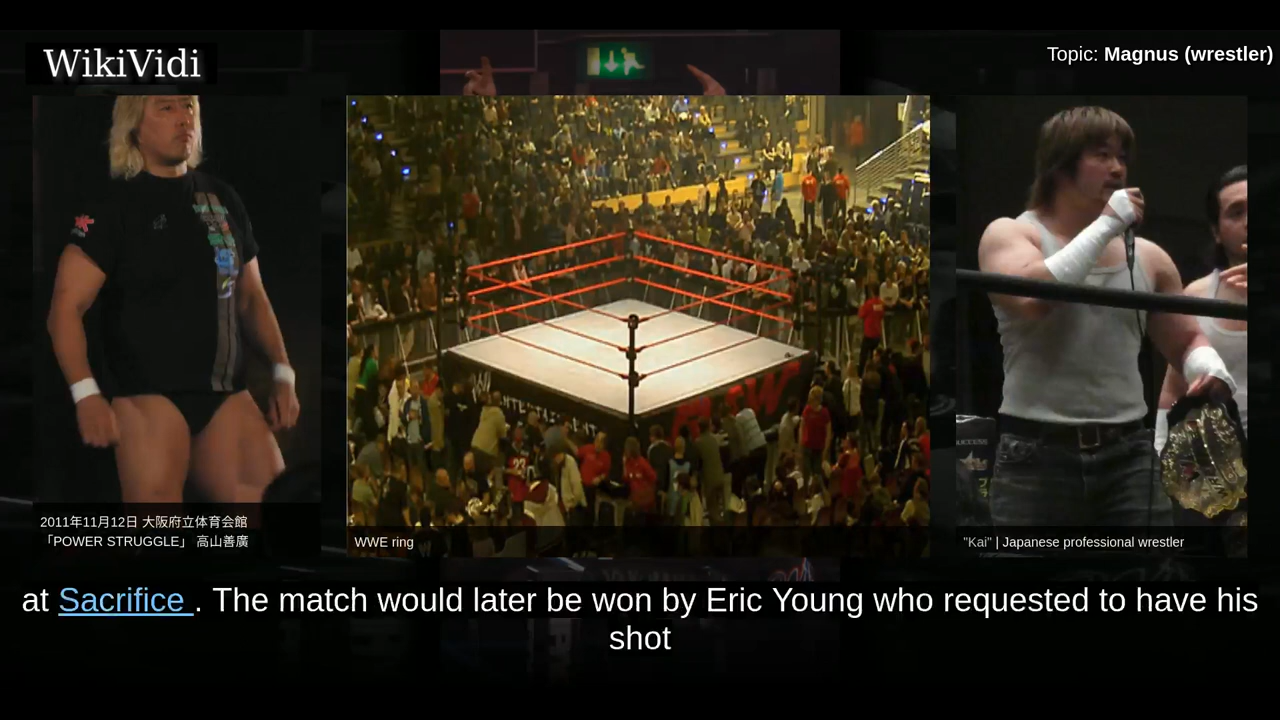 WikiVidi
Topic: Magnus (wrestler)
2011年11月12日 大阪府立体育会館
「POWER STRUGGLE」 高山善廣
WWE ring
"Kai" | Japanese professional wrestler
at Sacrifice . The match would later be won by Eric Young who requested to have his
shot